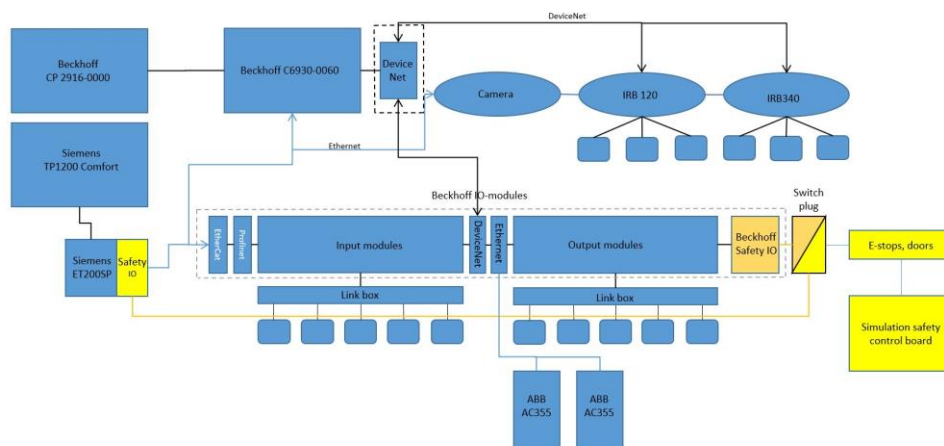 DeviceNet
Beckhoff
CP 2916-0000
Beckhoff C6930-0060
Device
Net
Camera
IRB 120
IRB340
Siemens
TP1200 Comfort
Ethernet
Beckhoff IO-modules
Switch
plug
Siemens
ET200SP
Safety
IO
EtherCat
Profinet
Input modules
DeviceNet
Ethernet
Output modules
Beckhoff
Safety IO
E-stops, doors
Link box
Link box
Simulation safety
control board
ABB
AC355
ABB
AC355